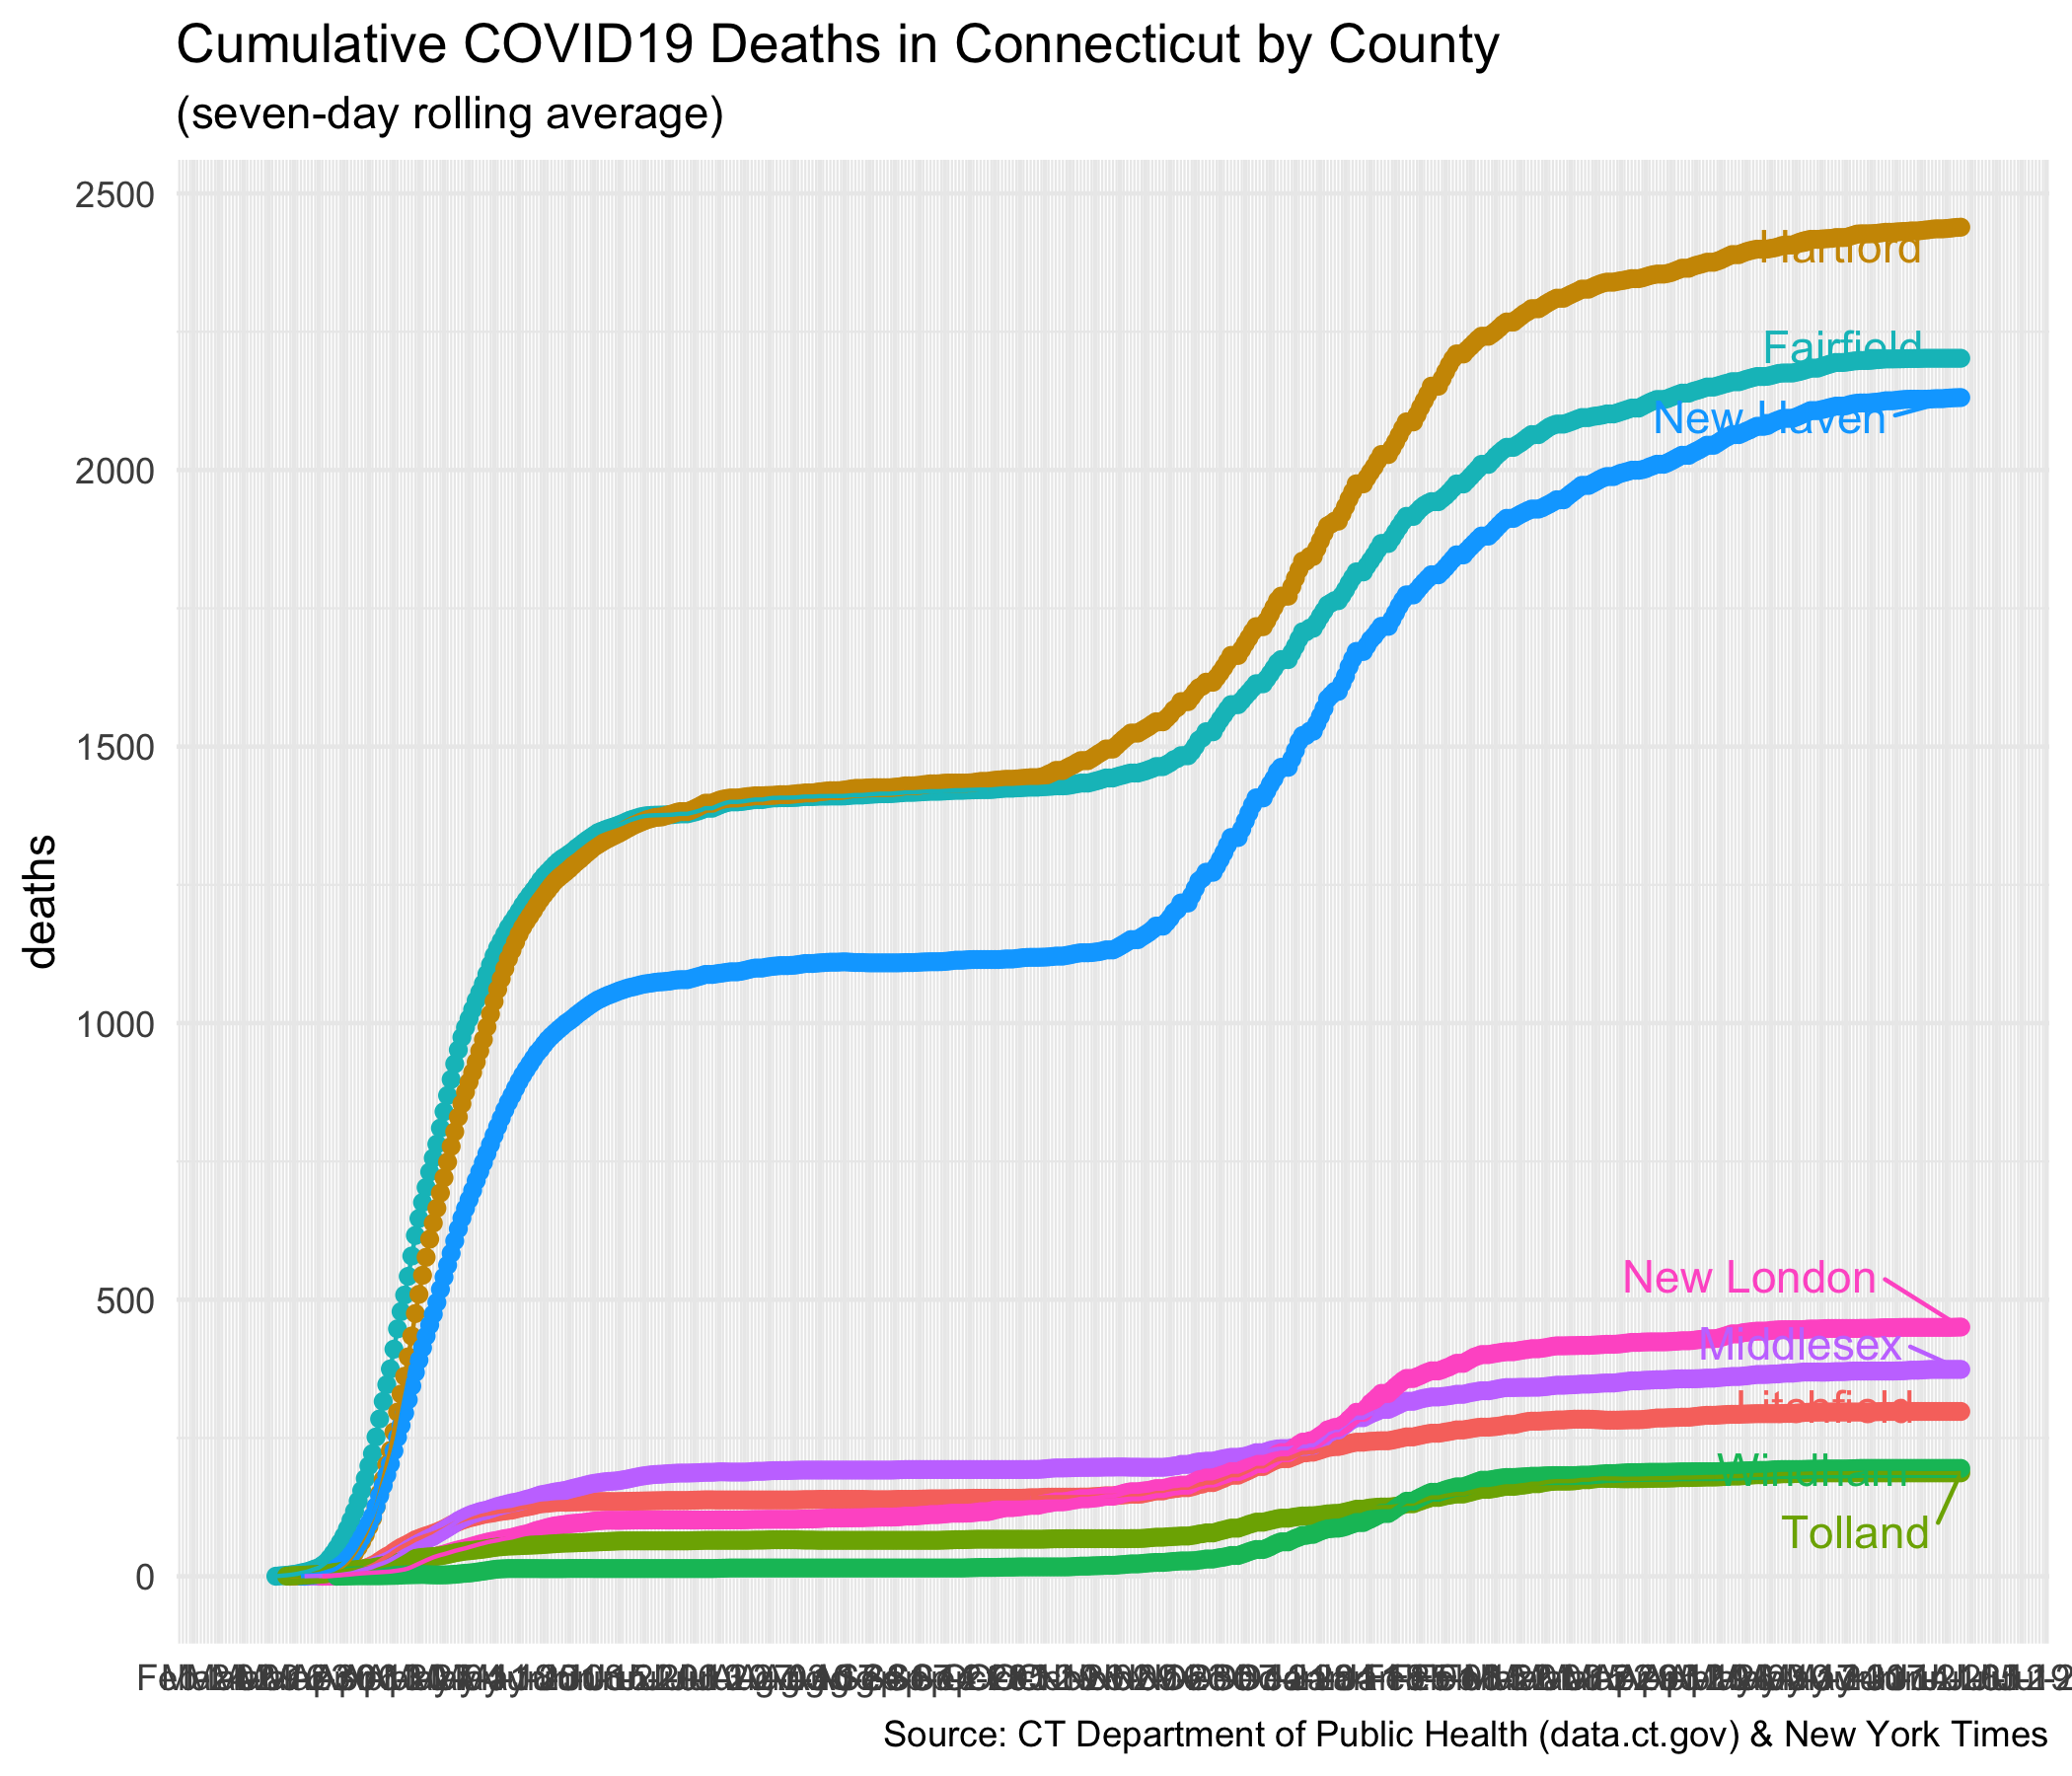 Cumulative COVID19 Deaths in Connecticut by County
(seven-day rolling average)
2500
Hartford
Fairfield
New Haven
2000
1500
deaths
1000
500
New London
Middlesex
Litchfield
Windham
Tolland
0
Source: CT Department of Public Health (data.ct.gov) & New York Times